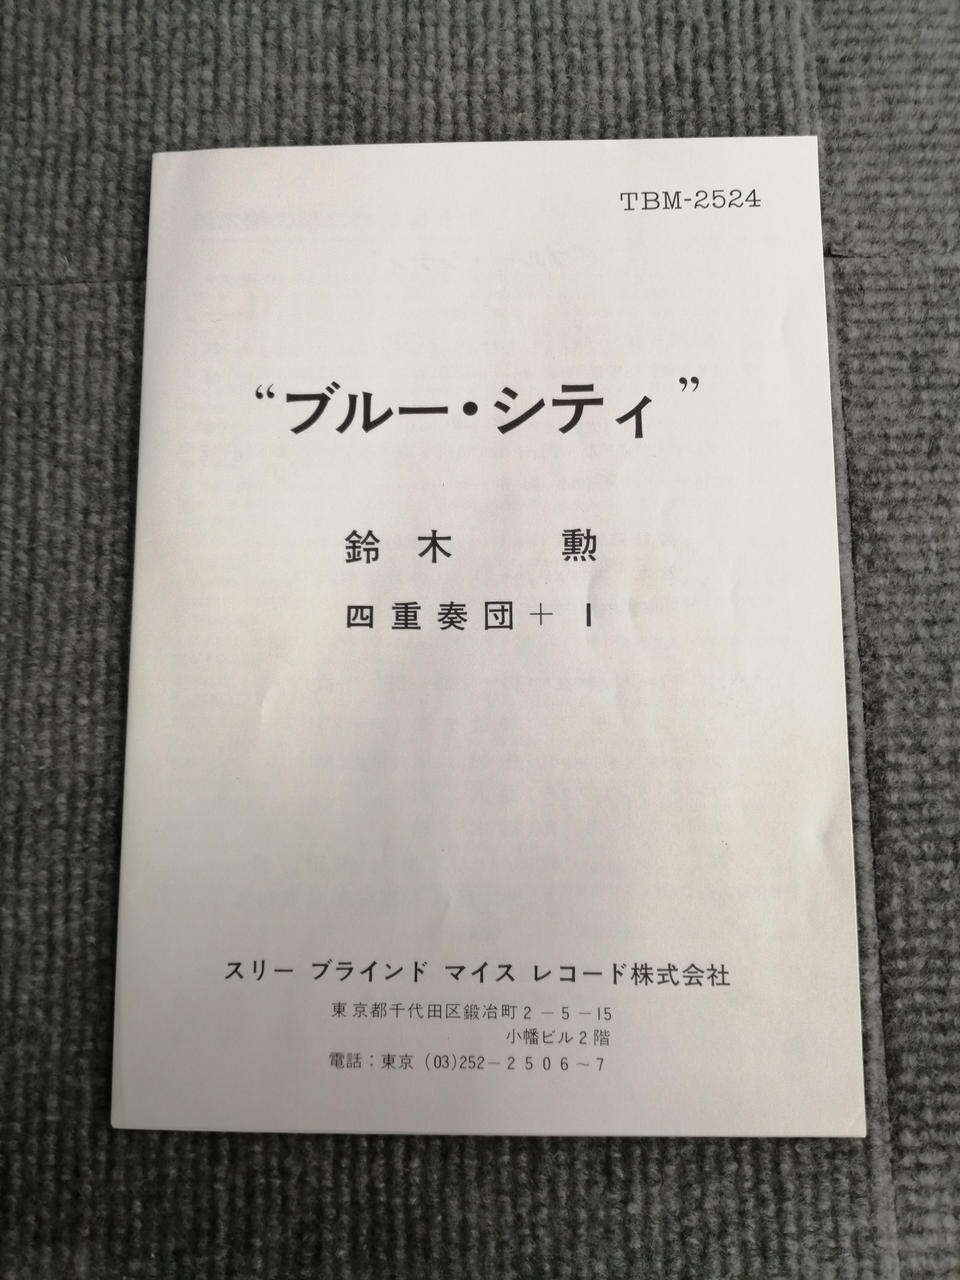 TBM-2524
“ブルー・シティ”
鈴木 勲
四重奏団+1
スリー ブラインド マイス レコード株式会社
東京都千代田区鍛冶町2-5-15
小幡ビル2階
電話:東京 (03)252-2506~7